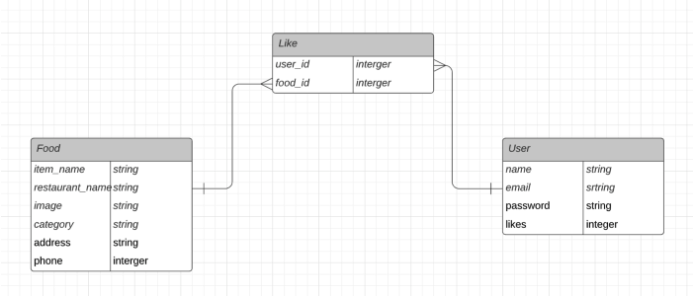 Like
user_id interger
food_id interger
Food
item_name string
restaurant_name string
image string
category string
address string
phone interger
User
name string
email srtring
password string
likes integer